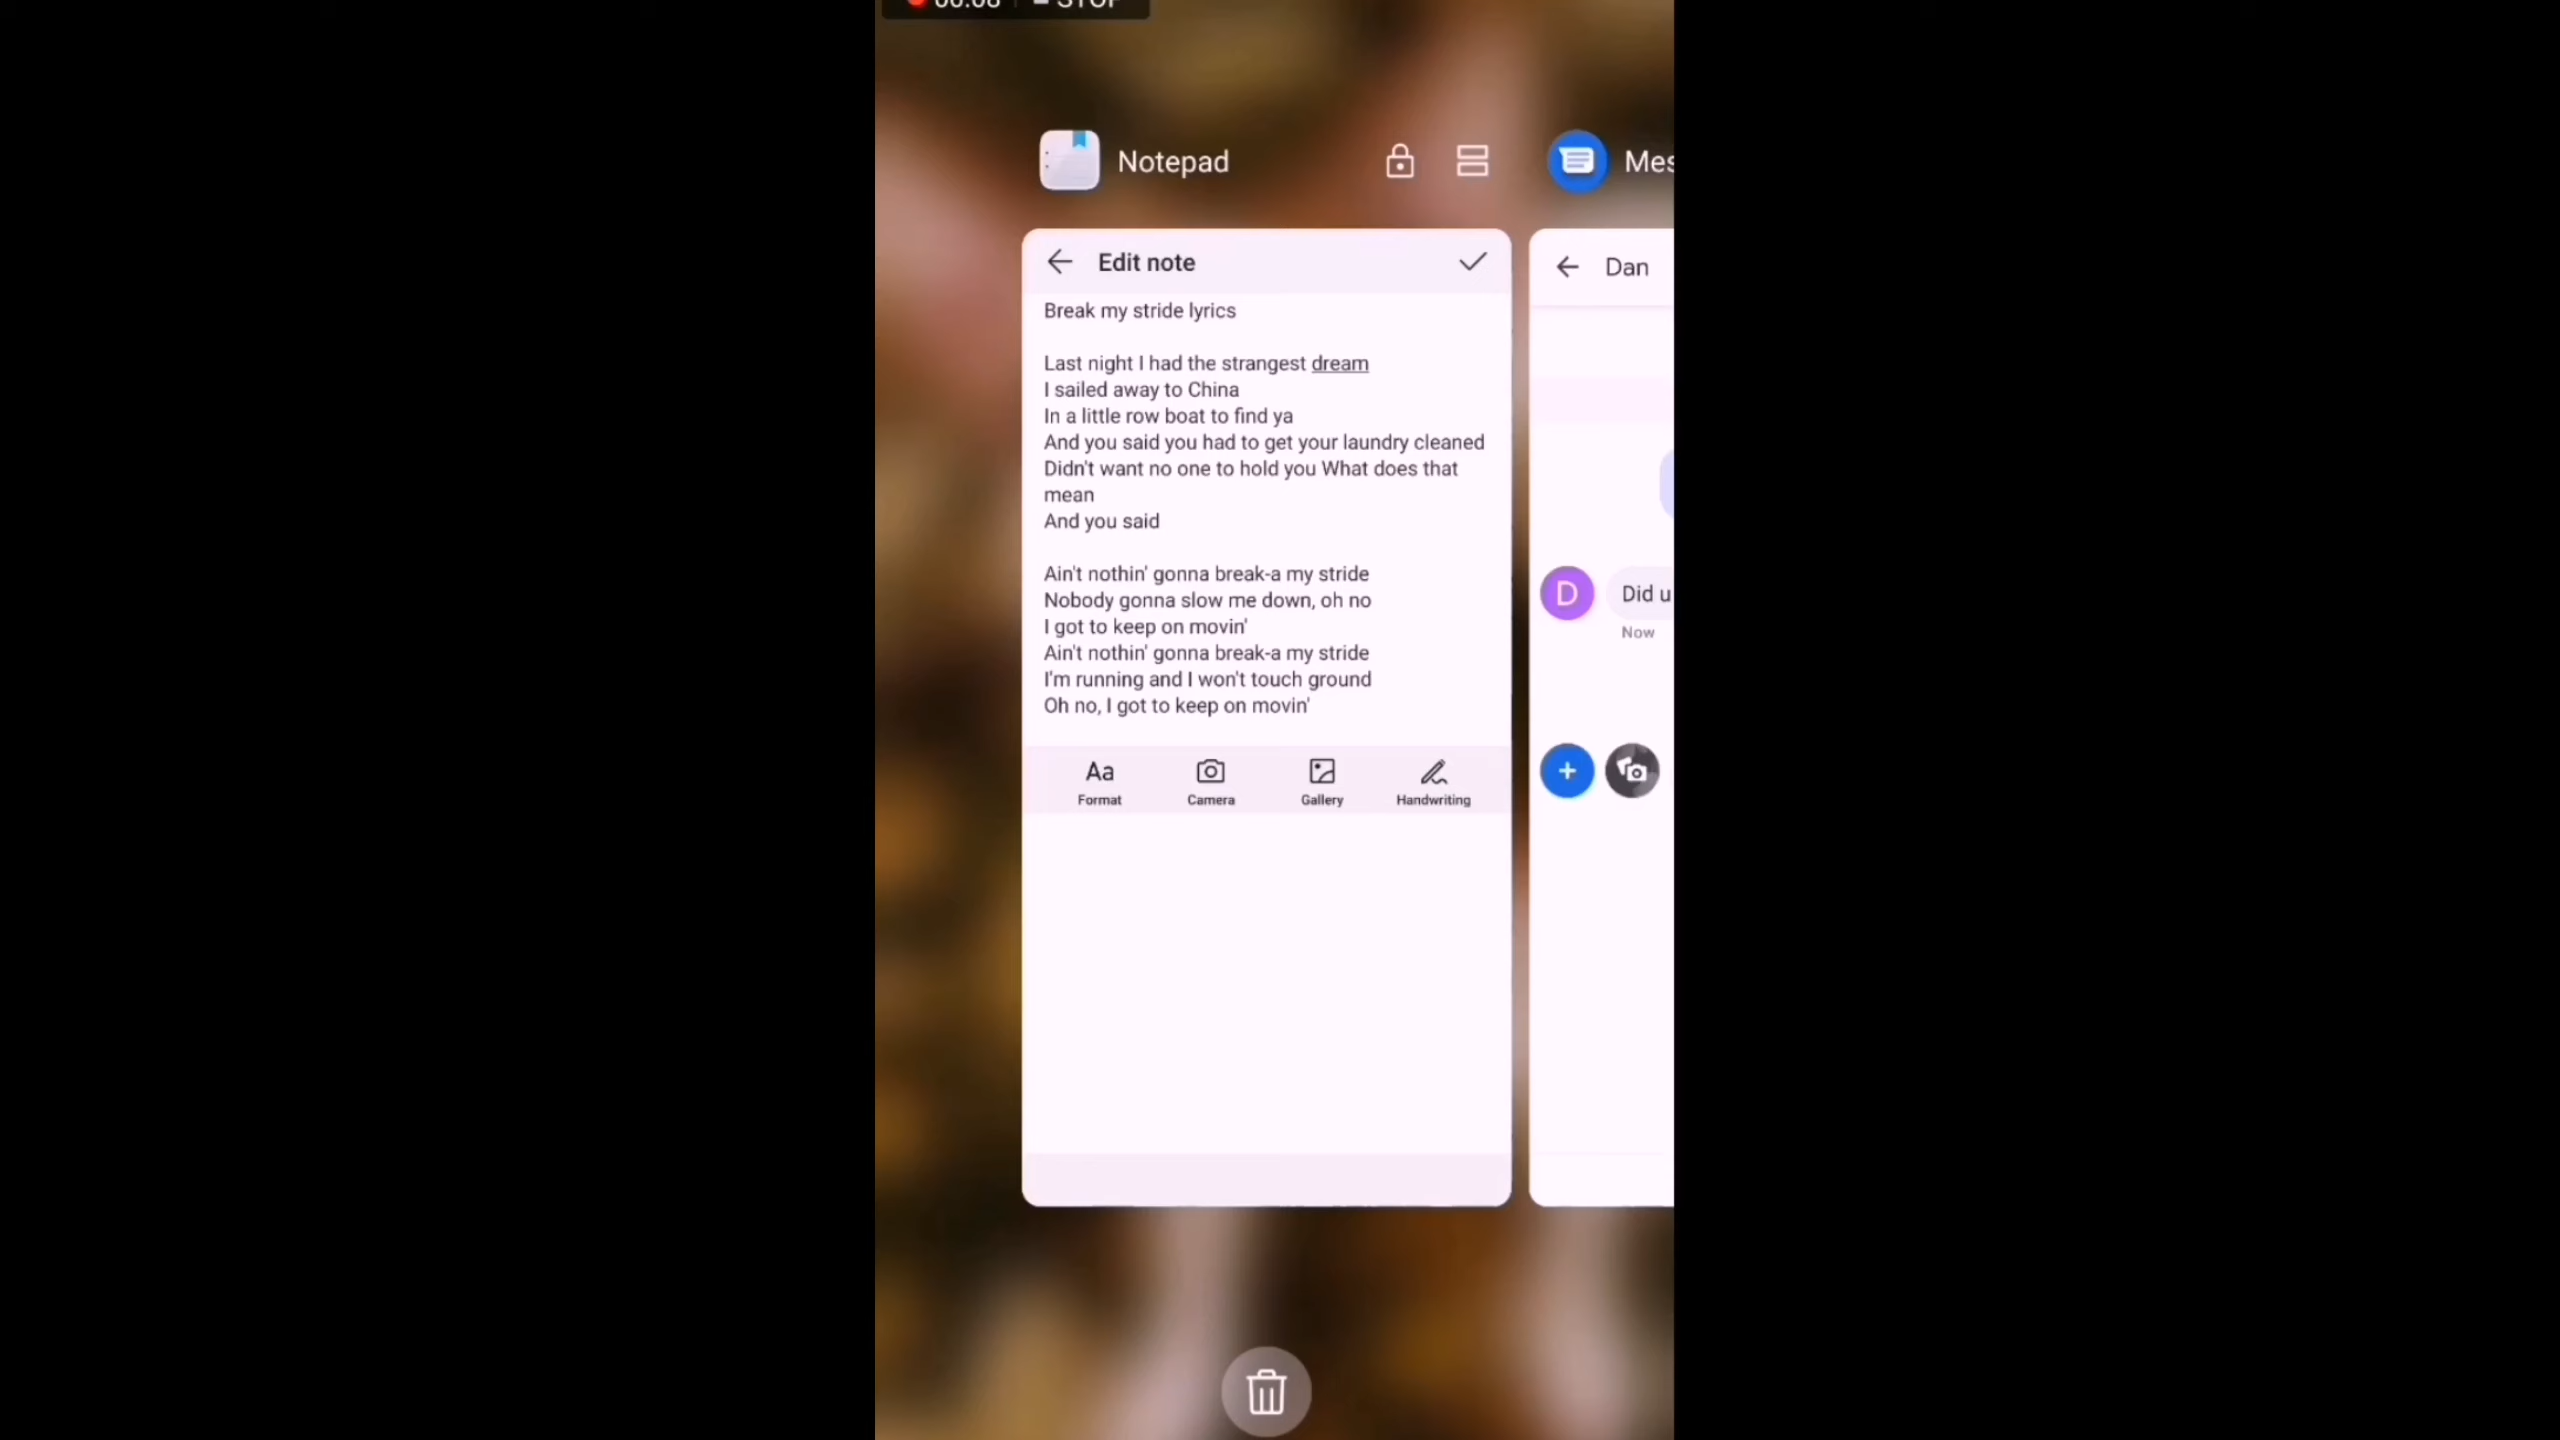 00:08 STOP
Notepad
Mes
Edit note
Break my stride lyrics
Last night I had the strangest dream
I sailed away to China
In a little row boat to find ya
And you said you had to get your laundry cleaned
Didn't want no one to hold you What does that
mean
And you said
Ain't nothin' gonna break-a my stride
Nobody gonna slow me down, oh no
I got to keep on movin'
Ain't nothin' gonna break-a my stride
I'm running and I won't touch ground
Oh no, I got to keep on movin'
Aa
Format
Camera
Gallery
Handwriting
Dan
D
Did u
Now